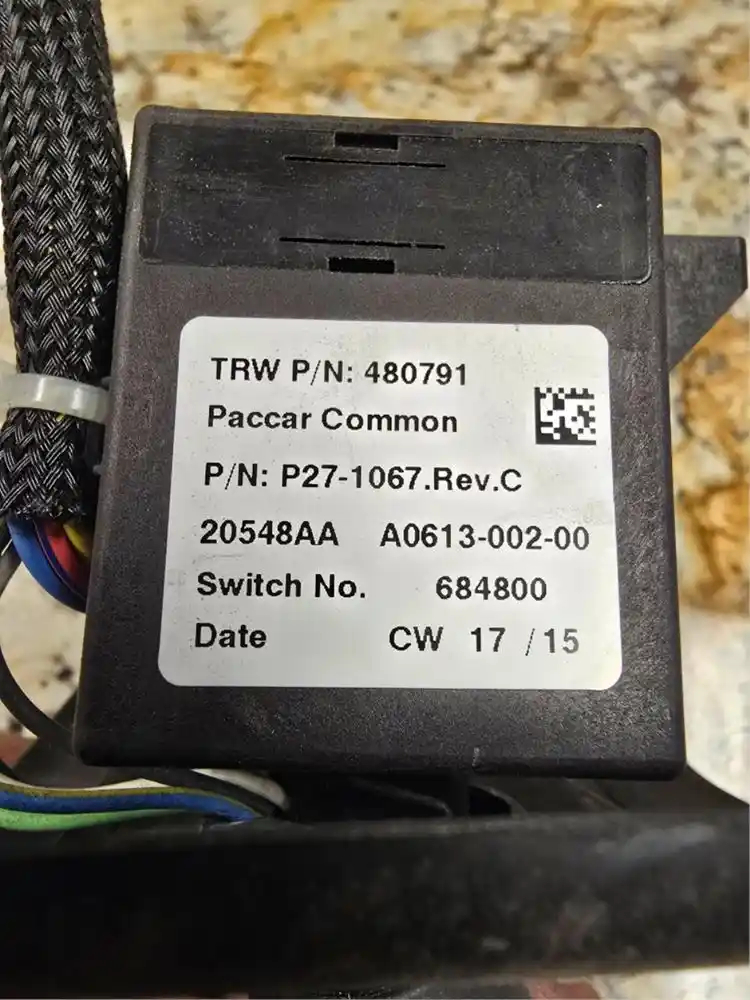 TRW P/N: 480791
Paccar Common
P/N: P27-1067.Rev.C
20548AA A0613-002-00
Switch No. 684800
Date CW 17 /15